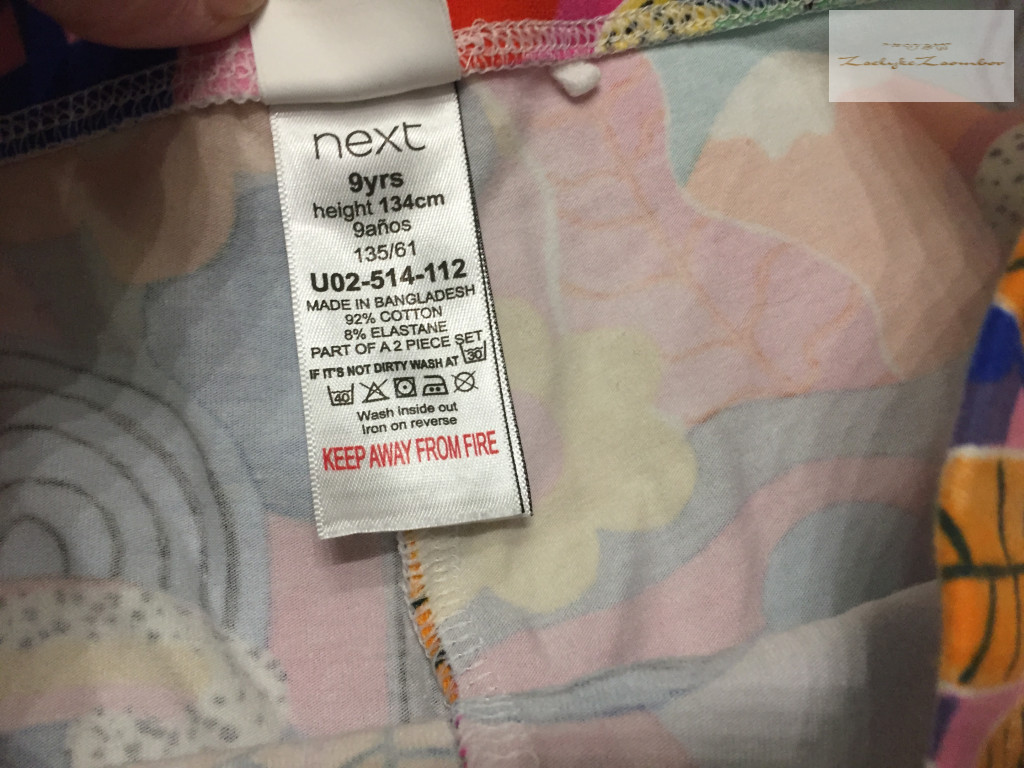 next
9yrs
height 134cm
9años
135/61
U02-514-112
MADE IN BANGLADESH
92% COTTON
8% ELASTANE
PART OF A 2 PIECE SET
IF IT'S NOT DIRTY WASH AT 30°
40
Wash inside out
Iron on reverse
KEEP AWAY FROM FIRE